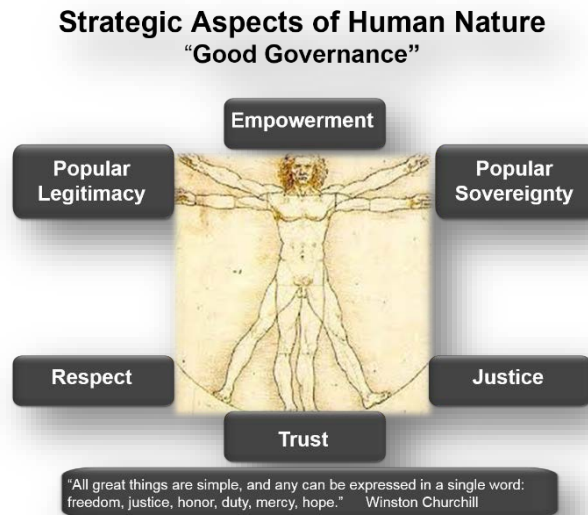 Strategic Aspects of Human Nature
“Good Governance”
Empowerment
Popular
Legitimacy
Popular
Sovereignty
Respect
Justice
Trust
“All great things are simple, and any can be expressed in a single word:
freedom, justice, honor, duty, mercy, hope.” Winston Churchill